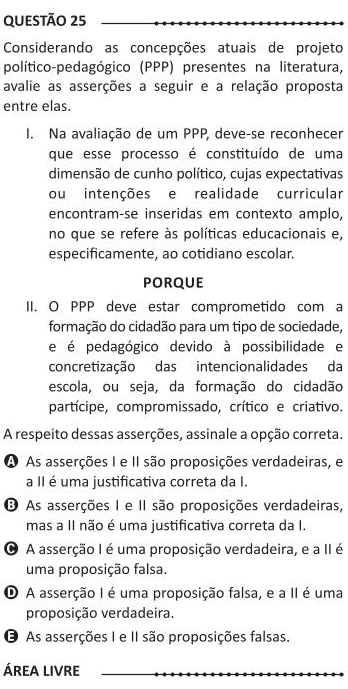 QUESTÃO 25
Considerando as concepções atuais de projeto
político-pedagógico (PPP) presentes na literatura,
avalie as asserções a seguir e a relação proposta
entre elas.
I. Na avaliação de um PPP, deve-se reconhecer
que esse processo é constituído de uma
dimensão de cunho político, cujas expectativas
ou intenções e realidade curricular
encontram-se inseridas em contexto amplo,
no que se refere às políticas educacionais e,
especificamente, ao cotidiano escolar.
PORQUE
II. O PPP deve estar comprometido com a
formação do cidadão para um tipo de sociedade,
e é pedagógico devido à possibilidade e
concretização das intencionalidades da
escola, ou seja, da formação do cidadão
partícipe, compromissado, crítico e criativo.
A respeito dessas asserções, assinale a opção correta.
A As asserções I e II são proposições verdadeiras, e
a II é uma justificativa correta da I.
B As asserções I e II são proposições verdadeiras,
mas a II não é uma justificativa correta da I.
C A asserção I é uma proposição verdadeira, e a II é
uma proposição falsa.
D A asserção I é uma proposição falsa, e a II é uma
proposição verdadeira.
E As asserções I e II são proposições falsas.
ÁREA LIVRE